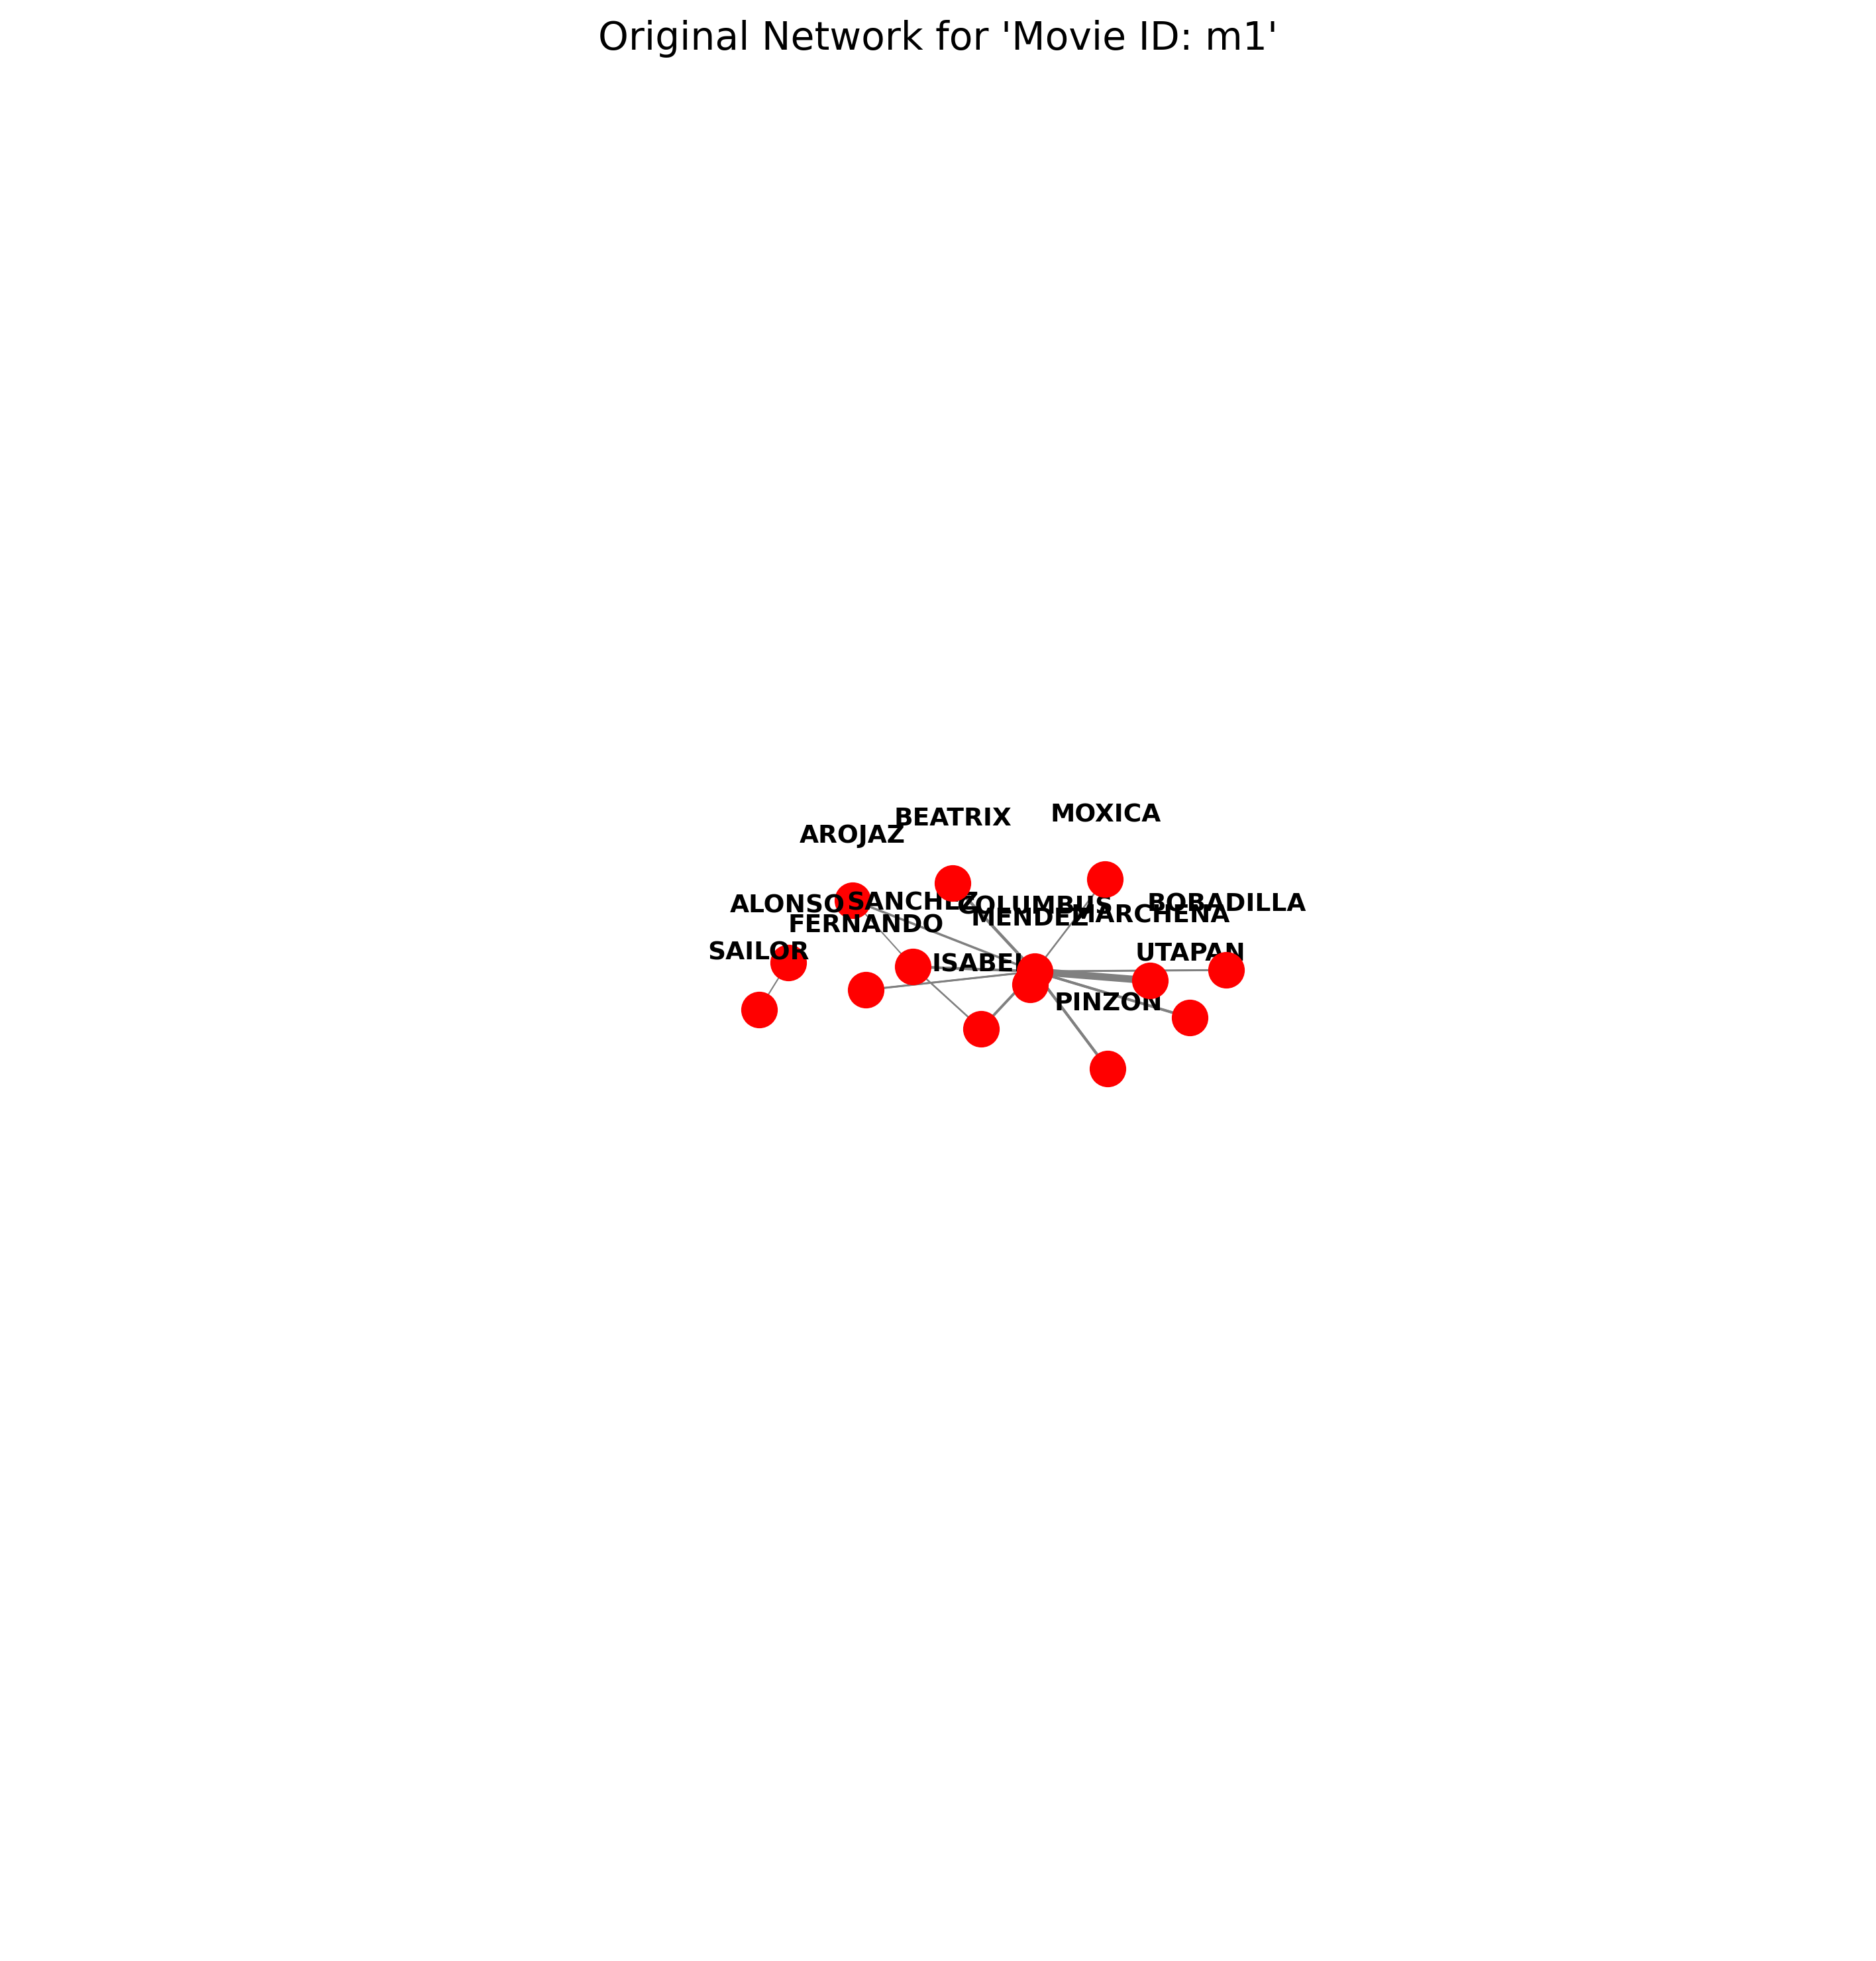 Original Network for 'Movie ID: m1'
MOXICA
BEATRIX
AROJAZ
SANCHEZ
BOBADILLA
ALONSO
COLUMBUS
MARCHENA
MENDEZ
FERNANDO
SAILOR
UTAPAN
ISABEL
PINZON